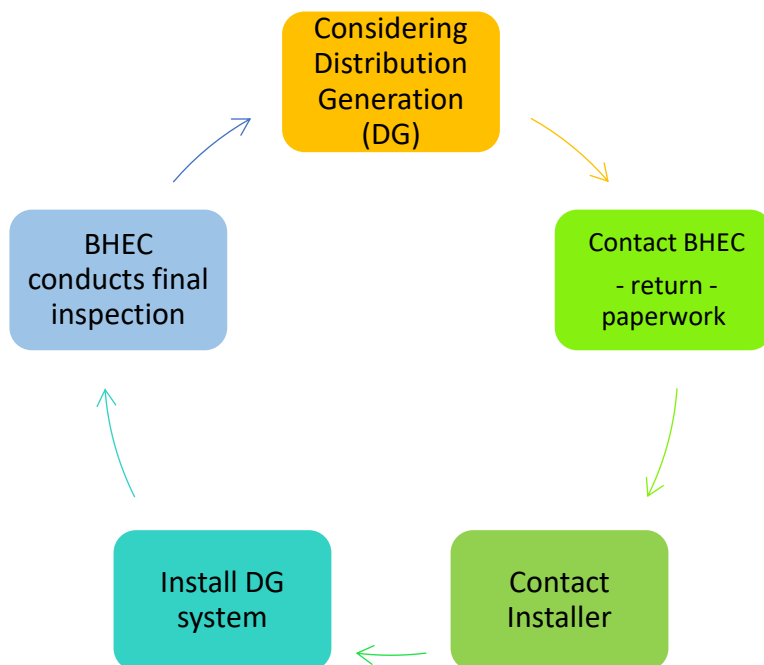 Considering
Distribution
Generation
(DG)
Contact BHEC
- return -
paperwork
Contact
Installer
Install DG
system
BHEC
conducts final
inspection